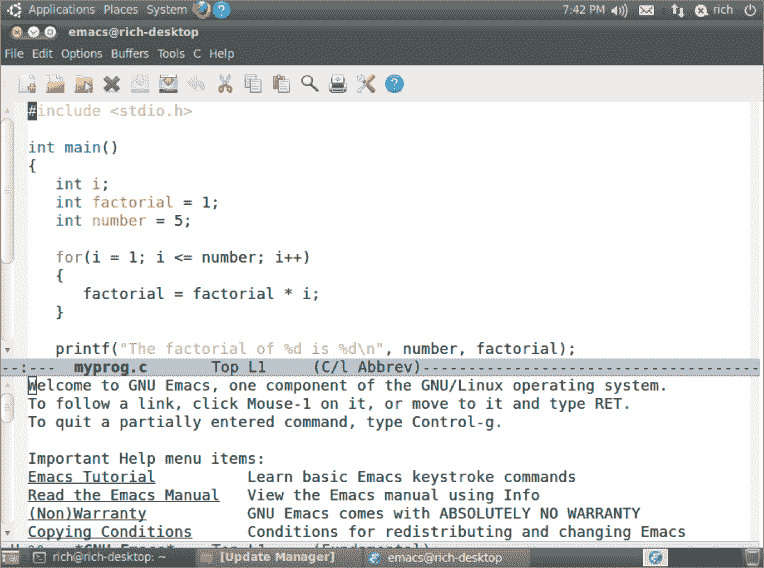 Applications Places System 7:42 PM rich
emacs@rich-desktop
File Edit Options Buffers Tools C Help
#include <stdio.h>
int main()
{
   int i;
   int factorial = 1;
   int number = 5;
   for(i = 1; i <= number; i++)
   {
      factorial = factorial * i;
   }
   printf("The factorial of %d is %d\n", number, factorial);
--:--- myprog.c Top L1 (C/l Abbrev)------------------------------------
Welcome to GNU Emacs, one component of the GNU/Linux operating system.
To follow a link, click Mouse-1 on it, or move to it and type RET.
To quit a partially entered command, type Control-g.
Important Help menu items:
Emacs Tutorial Learn basic Emacs keystroke commands
Read the Emacs Manual View the Emacs manual using Info
(Non)Warranty GNU Emacs comes with ABSOLUTELY NO WARRANTY
Copying Conditions Conditions for redistributing and changing Emacs
rich@rich-desktop: ~ [Update Manager] emacs@rich-desktop